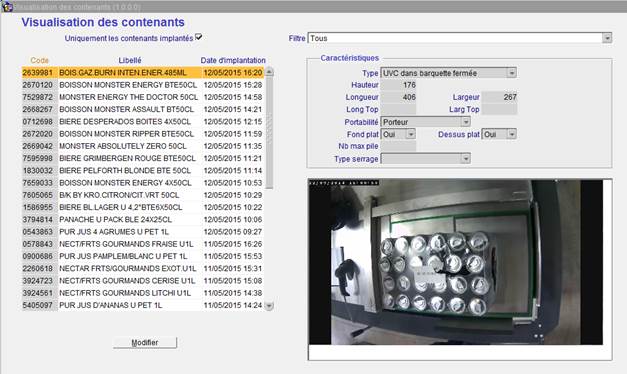 Visualisation des contenants (1.0.0.0)
Visualisation des contenants
Uniquement les contenants implantés
Filtre Tous
Code Libellé Date d'implantation
2639981 BOIS.GAZ.BURN INTEN.ENER.485ML 12/05/2015 16:20
2670120 BOISSON MONSTER ENERGY BTE50CL 12/05/2015 15:28
7529872 MONSTER ENERGY THE DOCTOR 50CL 12/05/2015 14:58
2668267 BOISSON MONSTER ASSAULT BT50CL 12/05/2015 14:21
0712698 BIERE DESPERADOS BOITES 4X50CL 12/05/2015 12:15
2672020 BOISSON MONSTER RIPPER BTE50CL 12/05/2015 11:59
2669042 MONSTER ABSOLUTELY ZERO 50CL 12/05/2015 11:35
7595998 BIERE GRIMBERGEN ROUGE BTE50CL 12/05/2015 11:21
1830032 BIERE PELFORTH BLONDE BTE 50CL 12/05/2015 11:14
7659033 BOISSON MONSTER ENERGY 4X50CL 12/05/2015 10:53
7605065 B/K BY KRO.CITRON/CIT.VRT 50CL 12/05/2015 10:29
1586955 BIERE BL.LAGER U 4,2°BTE6X50CL 12/05/2015 10:22
3794814 PANACHE U PACK BLE 24X25CL 12/05/2015 10:06
0543863 PUR JUS 4 AGRUMES U PET 1L 12/05/2015 09:27
0578843 NECT/FRTS GOURMANDS FRAISE U1L 11/05/2015 16:26
0900686 PUR JUS PAMPLEM/BLANC U PET 1L 11/05/2015 15:53
2260618 NECTAR FRTS/GOURMANDS EXOT.U1L 11/05/2015 15:31
3924723 NECT/FRTS GOURMANDS CERISE U1L 11/05/2015 15:08
3924561 NECT/FRTS GOURMANDS LITCHI U1L 11/05/2015 14:38
5405097 PUR JUS D'ANANAS U PET 1L 11/05/2015 14:24
Modifier
Caractéristiques
Type UVC dans barquette fermée
Hauteur 176
Longueur 406 Largeur 267
Long Top Larg Top
Portabilité Porteur
Fond plat Oui Dessus plat Oui
Nb max pile
Type serrage